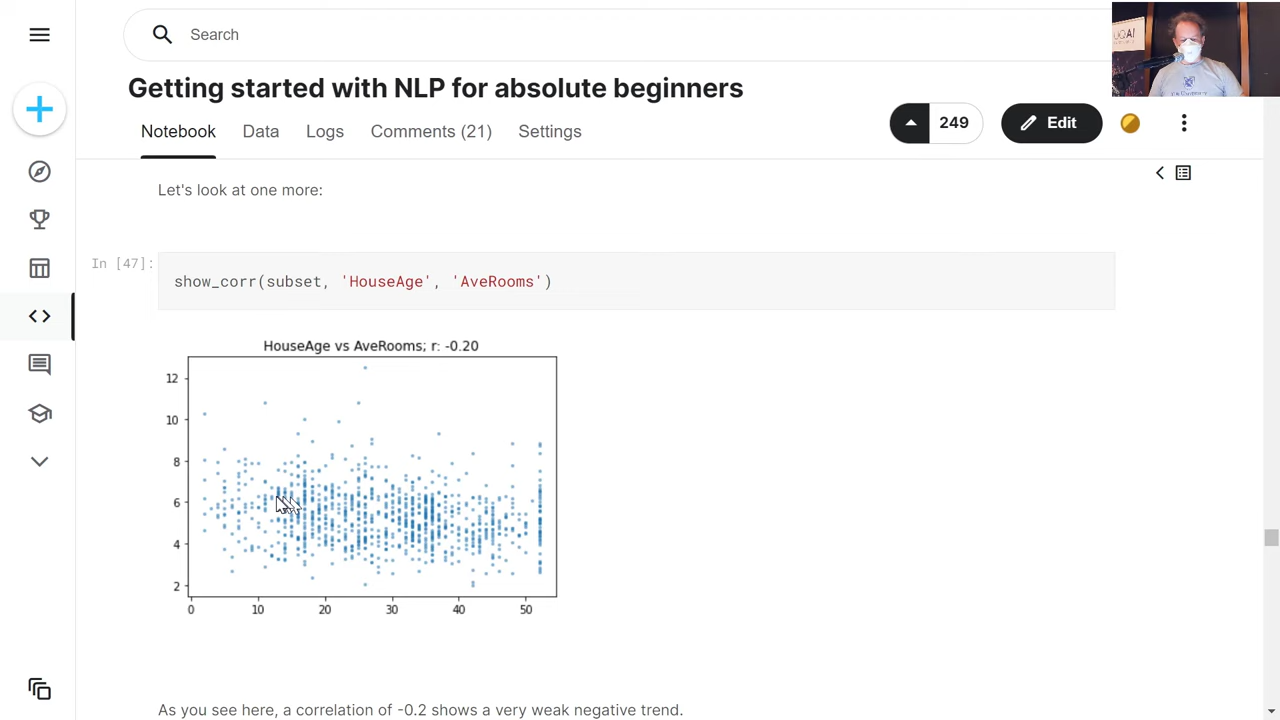 Search
UQAI
Getting started with NLP for absolute beginners
Notebook Data Logs Comments (21) Settings
249 Edit
Let's look at one more:
In [47]:
show_corr(subset, 'HouseAge', 'AveRooms')
HouseAge vs AveRooms; r: -0.20
12
10
8
6
4
2
0 10 20 30 40 50
As you see here, a correlation of -0.2 shows a very weak negative trend.